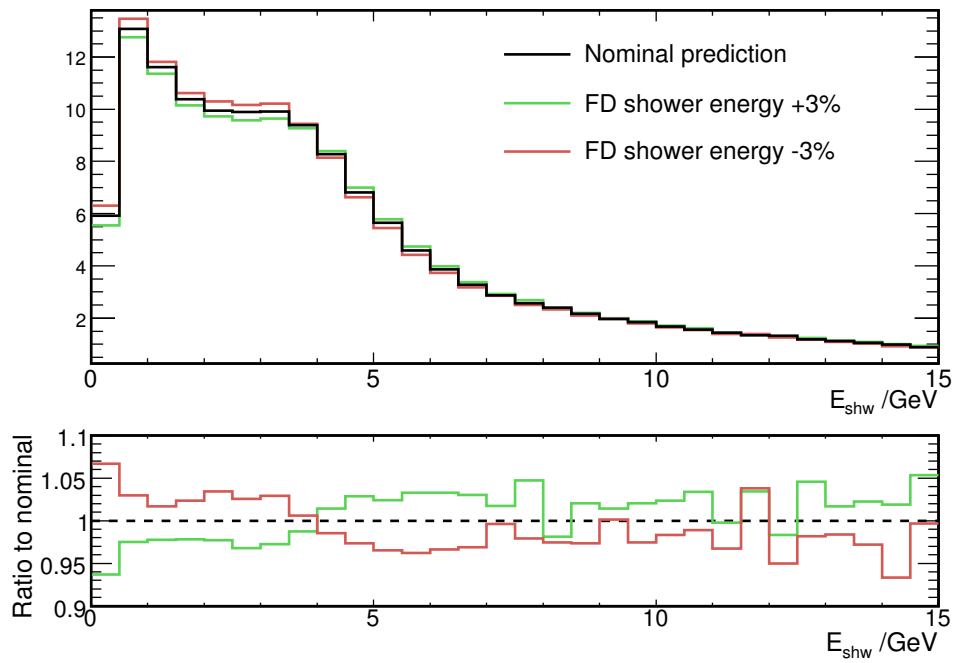 12
10
8
6
4
2
Nominal prediction
FD shower energy +3%
FD shower energy -3%
0 5 10 15
E_shw /GeV
Ratio to nominal
1.1
1.05
1
0.95
0.9
0 5 10 15
E_shw /GeV